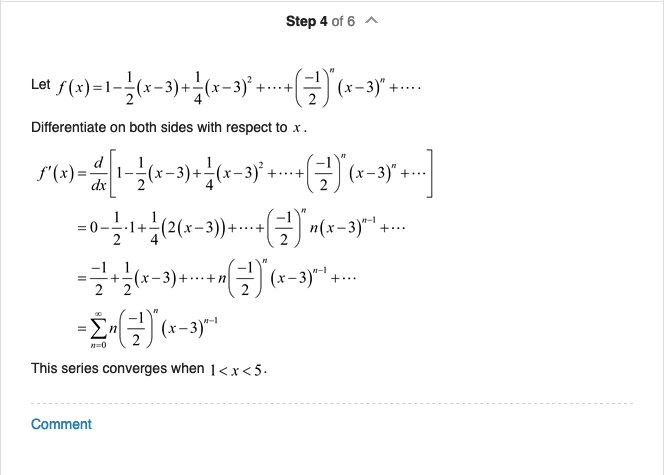 Step 4 of 6
Let f(x)=1-\frac{1}{2}(x-3)+\frac{1}{4}(x-3)^2+\cdots+\left(\frac{-1}{2}\right)^n(x-3)^n+\cdots.
Differentiate on both sides with respect to x.
f'(x)=\frac{d}{dx}\left[1-\frac{1}{2}(x-3)+\frac{1}{4}(x-3)^2+\cdots+\left(\frac{-1}{2}\right)^n(x-3)^n+\cdots\right]
=0-\frac{1}{2}\cdot1+\frac{1}{4}(2(x-3))+\cdots+\left(\frac{-1}{2}\right)^n n(x-3)^{n-1}+\cdots
=\frac{-1}{2}+\frac{1}{2}(x-3)+\cdots+n\left(\frac{-1}{2}\right)^n(x-3)^{n-1}+\cdots
=\sum_{n=0}^{\infty}n\left(\frac{-1}{2}\right)^n(x-3)^{n-1}
This series converges when 1<x<5.
Comment